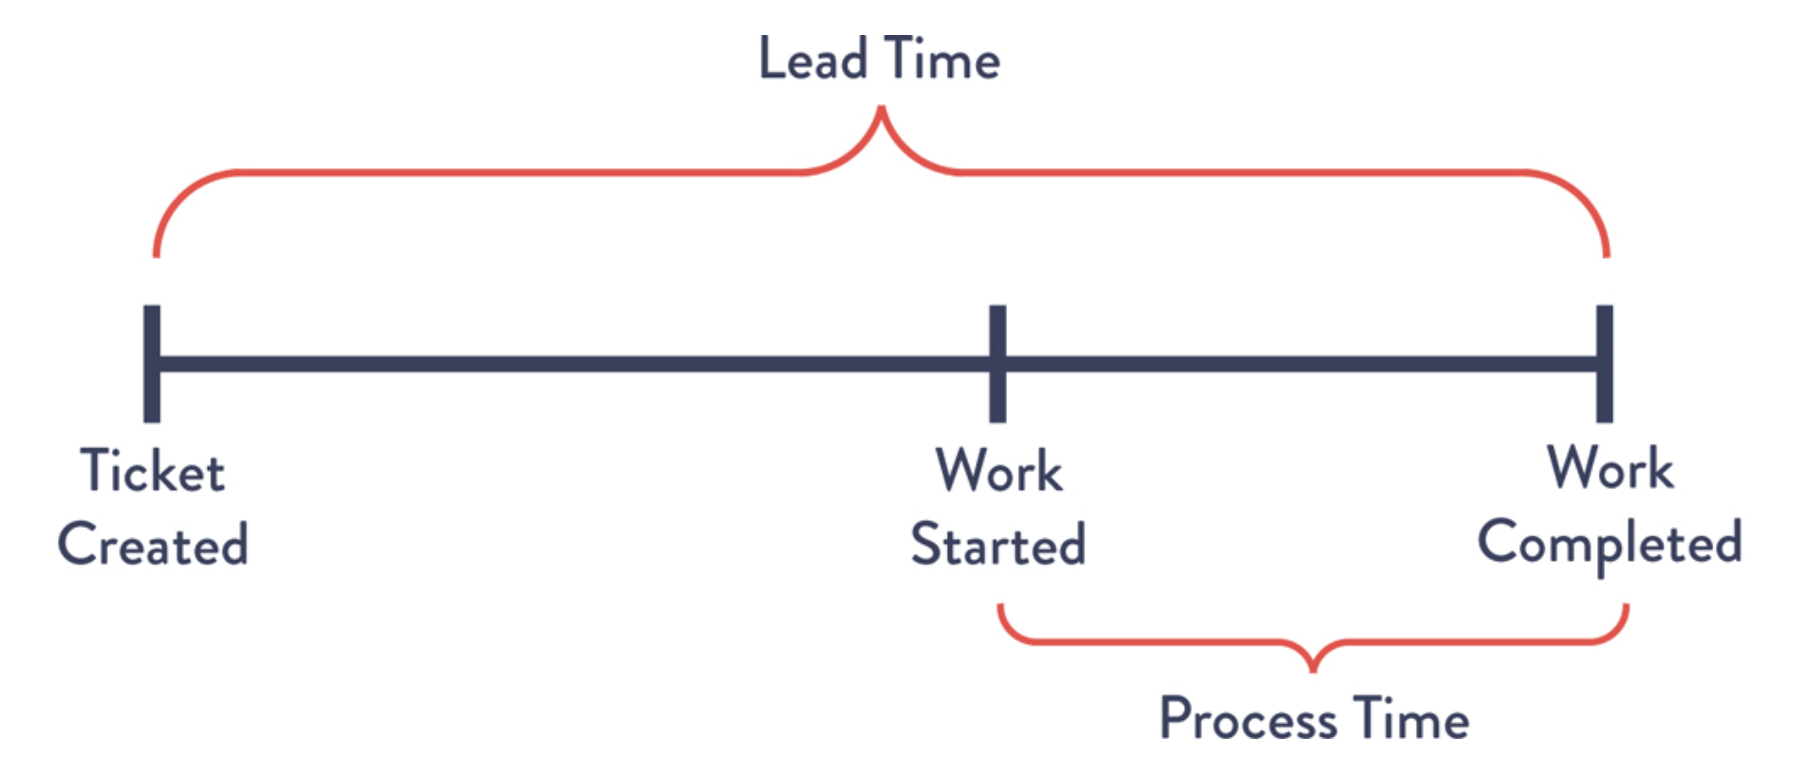 Lead Time
Ticket
Created
Work
Started
Work
Completed
Process Time